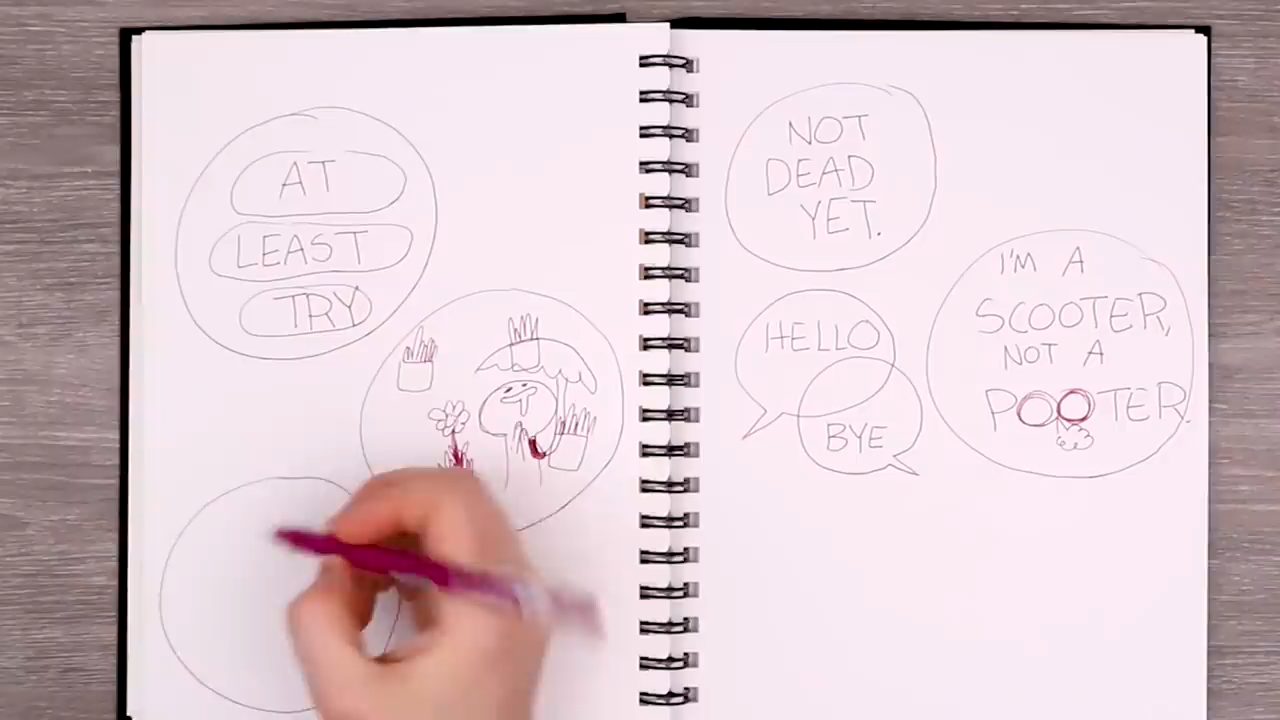 AT
LEAST
TRY
NOT
DEAD
YET.
HELLO
BYE
I'M A
SCOOTER,
NOT A
POOTER.